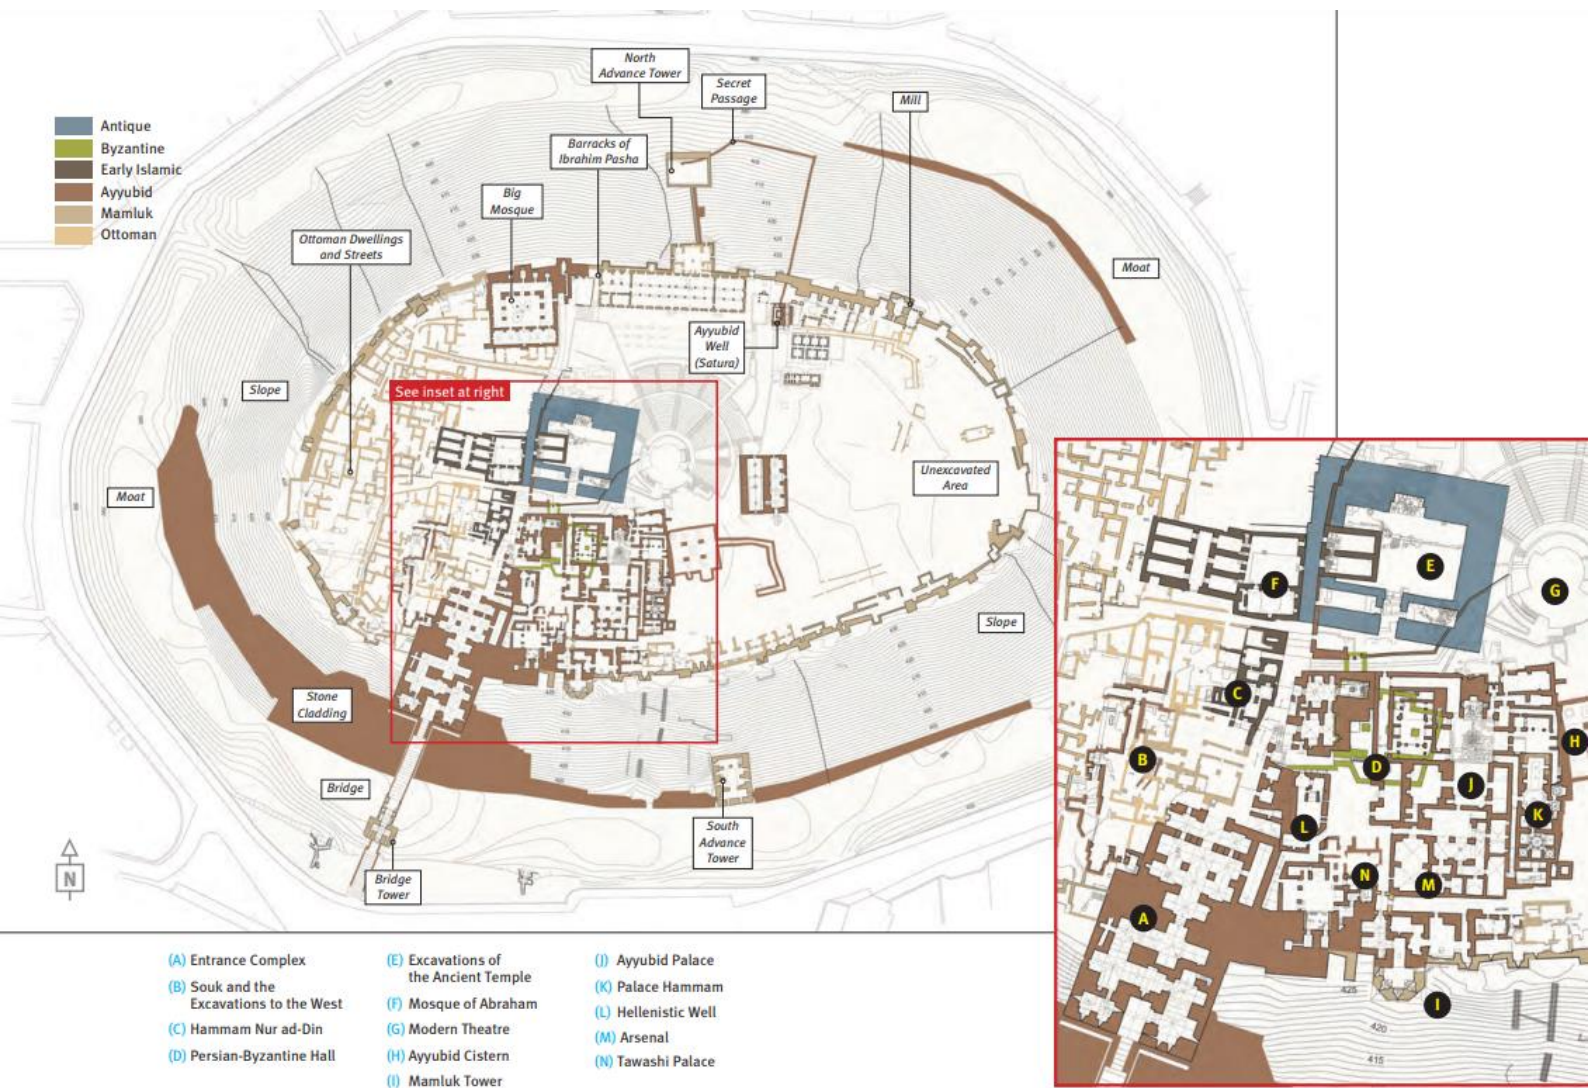 North
Advance Tower
Secret
Passage
Mill
Antique
Byzantine
Early Islamic
Ayyubid
Mamluk
Ottoman
Barracks of
Ibrahim Pasha
Big
Mosque
Ottoman Dwellings
and Streets
Moat
Ayyubid
Well
(Satura)
Slope
See inset at right
Unexcavated
Area
Moat
Slope
Stone
Cladding
Bridge
South
Advance
Tower
Bridge
Tower
N
E
F
G
C
B
D
H
J
K
L
N
M
A
I
425
420
415
(A) Entrance Complex
(B) Souk and the
Excavations to the West
(C) Hammam Nur ad-Din
(D) Persian-Byzantine Hall
(E) Excavations of
the Ancient Temple
(F) Mosque of Abraham
(G) Modern Theatre
(H) Ayyubid Cistern
(I) Mamluk Tower
(J) Ayyubid Palace
(K) Palace Hammam
(L) Hellenistic Well
(M) Arsenal
(N) Tawashi Palace